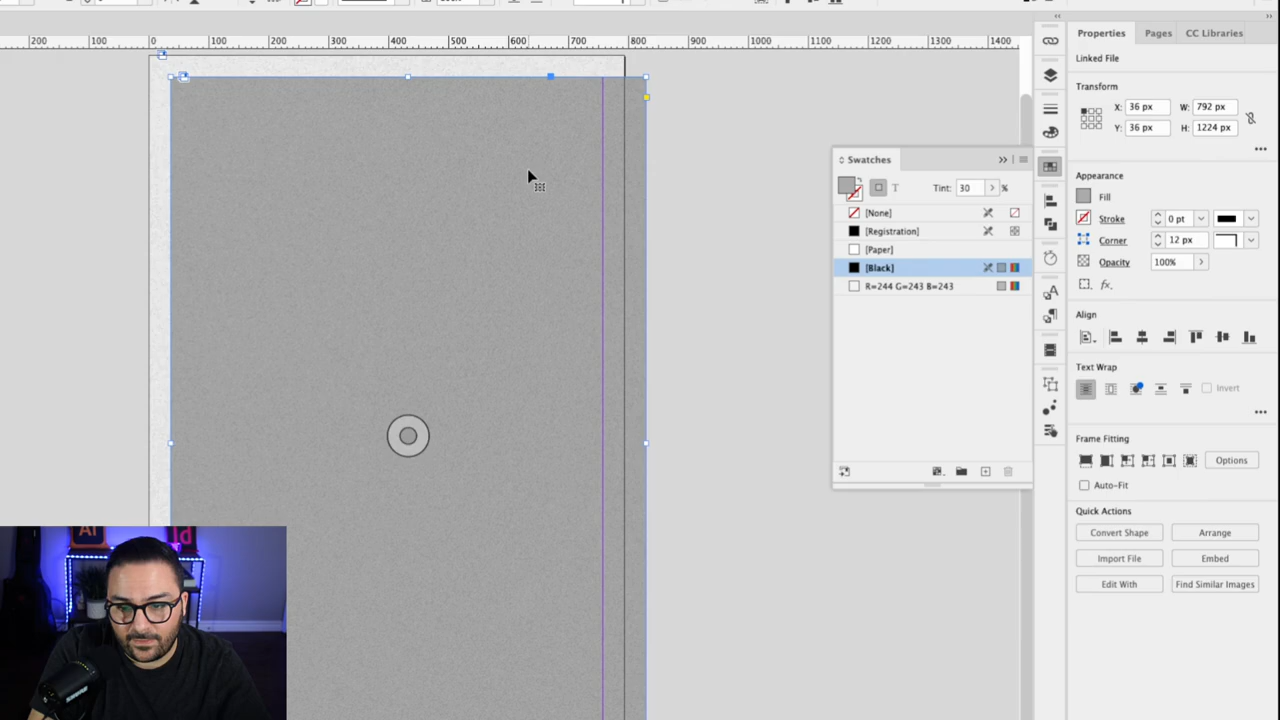 200 100 0 100 200 300 400 500 600 700 800 900 1000 1100 1200 1300 1400
Properties Pages CC Libraries
Linked File
Transform
X: 36 px W: 792 px
Y: 36 px H: 1224 px
Swatches
Appearance
T Tint: 30 %
Fill
[None]
Stroke 0 pt
[Registration]
Corner 12 px
[Paper]
Opacity 100%
[Black]
fx.
R=244 G=243 B=243
Align
Text Wrap
Invert
Frame Fitting
Options
Auto-Fit
Quick Actions
Convert Shape Arrange
Import File Embed
Edit With Find Similar Images
Ai Id